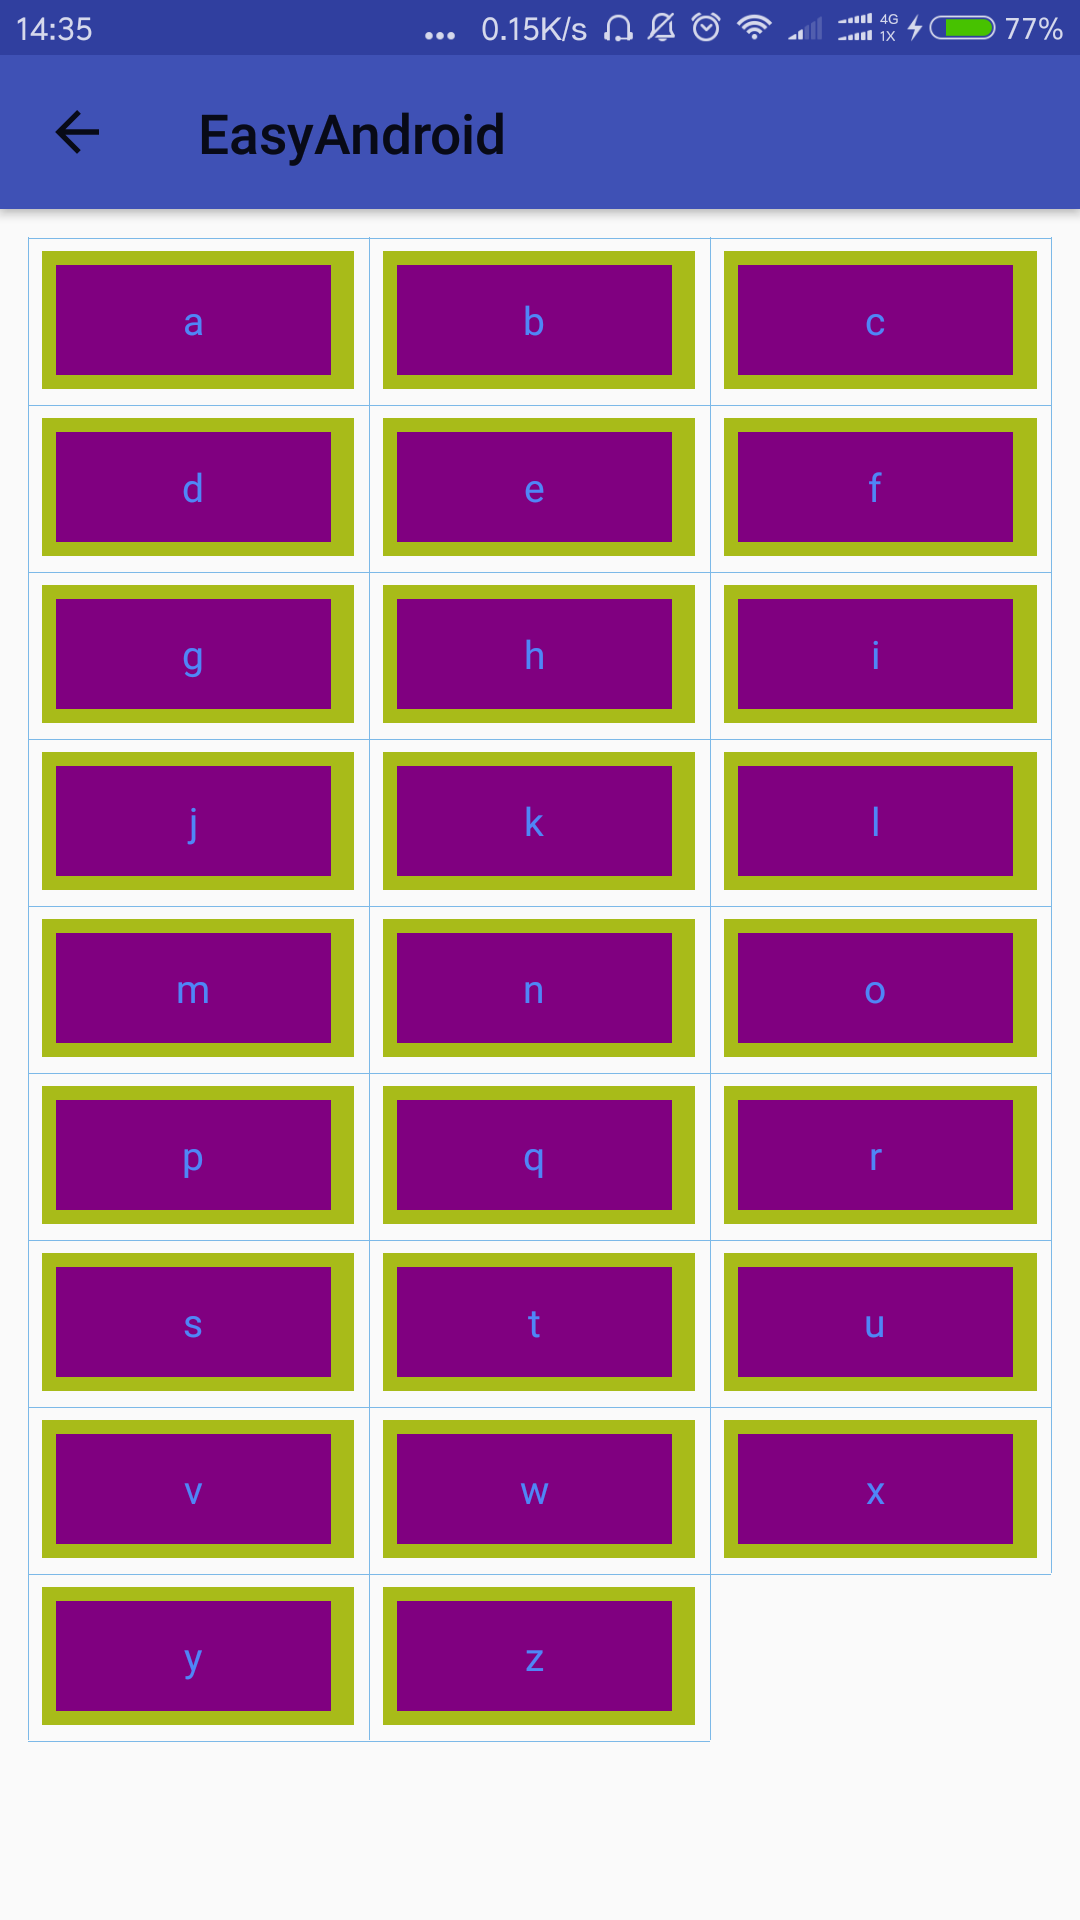 14:35 ... 0.15K/s 4G 1X 77%
EasyAndroid
a b c
d e f
g h i
j k l
m n o
p q r
s t u
v w x
y z